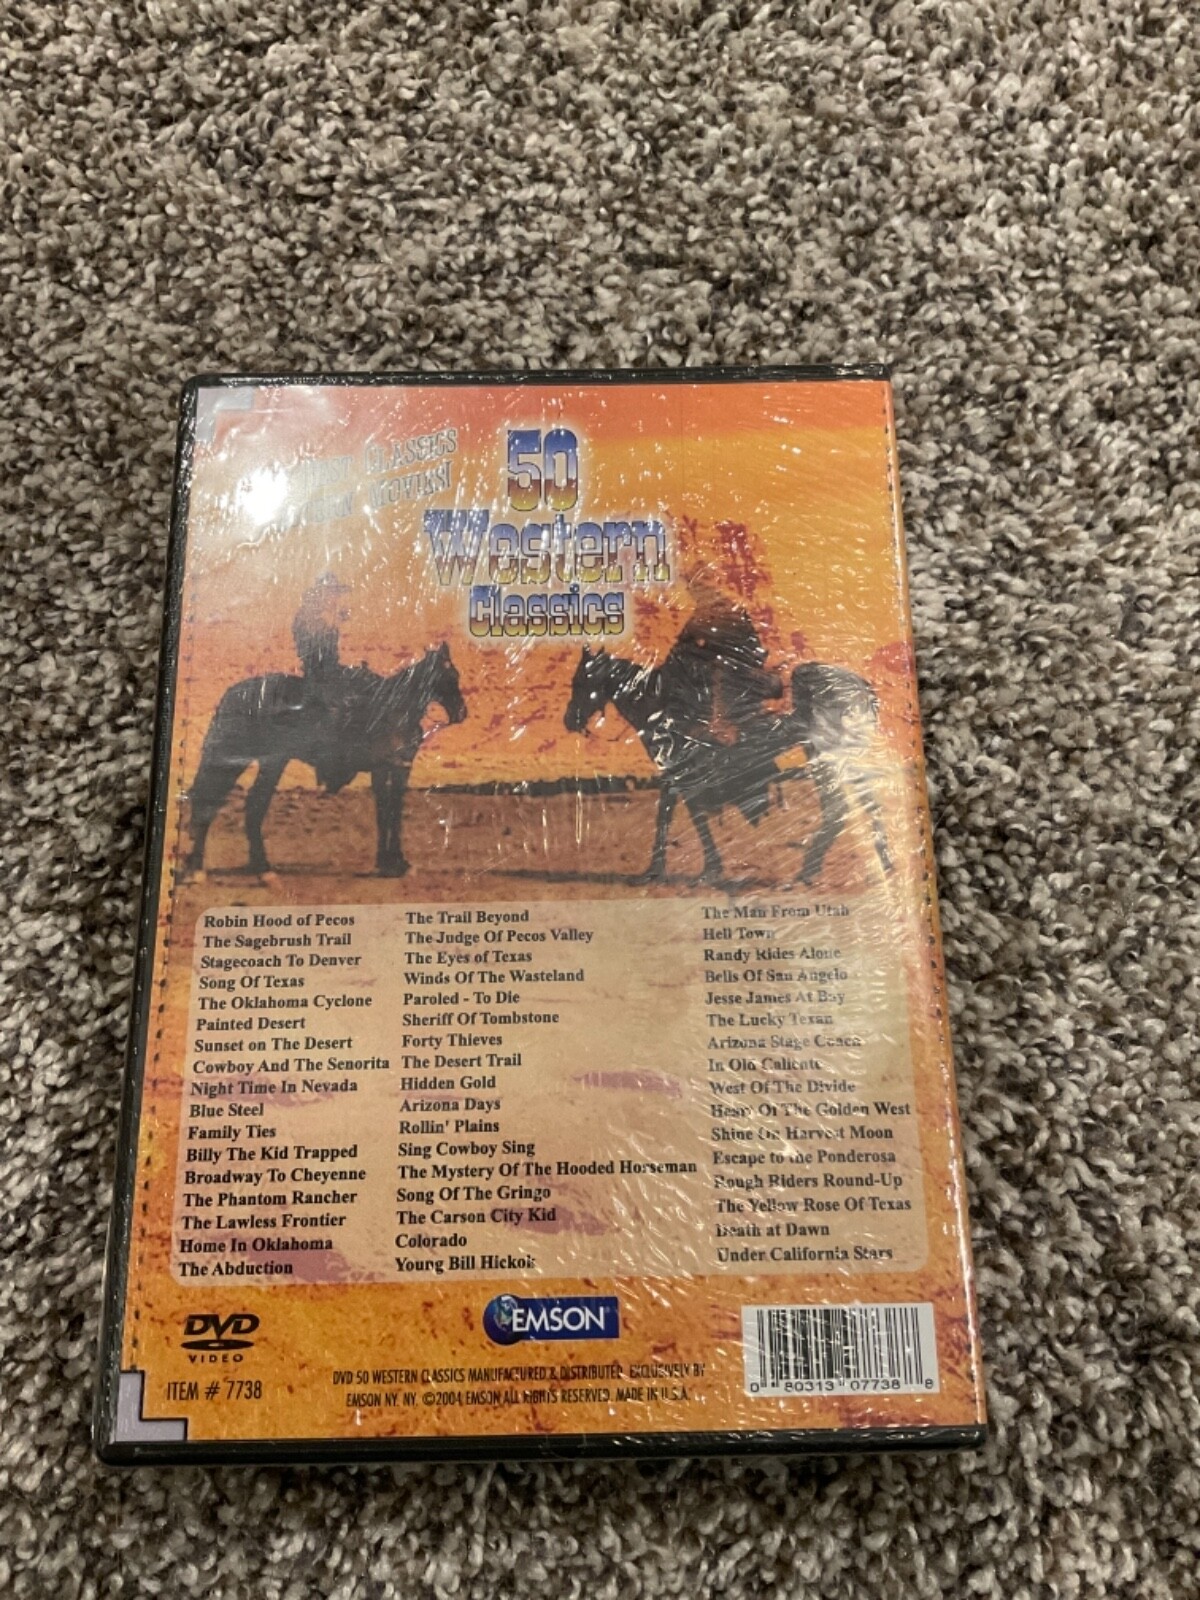 CLASSICS
50
Western
Classics
Robin Hood of Pecos
The Sagebrush Trail
Stagecoach To Denver
Song Of Texas
The Oklahoma Cyclone
Painted Desert
Sunset on The Desert
Cowboy And The Senorita
Night Time In Nevada
Blue Steel
Family Ties
Billy The Kid Trapped
Broadway To Cheyenne
The Phantom Rancher
The Lawless Frontier
Home In Oklahoma
The Abduction
The Trail Beyond
The Judge Of Pecos Valley
The Eyes of Texas
Winds Of The Wasteland
Paroled - To Die
Sheriff Of Tombstone
Forty Thieves
The Desert Trail
Hidden Gold
Arizona Days
Rollin' Plains
Sing Cowboy Sing
The Mystery Of The Hooded Horseman
Song Of The Gringo
The Carson City Kid
Colorado
Young Bill Hickok
The Man From Utah
Hell Town
Randy Rides Alone
Bells Of San Angelo
Jesse James At Bay
The Lucky Texan
Arizona Stage Coach
In Old Caliente
West Of The Divide
Heart Of The Golden West
Shine On Harvest Moon
Escape to the Ponderosa
Rough Riders Round-Up
The Yellow Rose Of Texas
Death at Dawn
Under California Stars
DVD
VIDEO
ITEM # 7738
EMSON
DVD 50 WESTERN CLASSICS MANUFACTURED & DISTRIBUTED EXCLUSIVELY BY
EMSON NY. NY. ©2004 EMSON ALL RIGHTS RESERVED. MADE IN U.S.A.
0 80313 07738 8